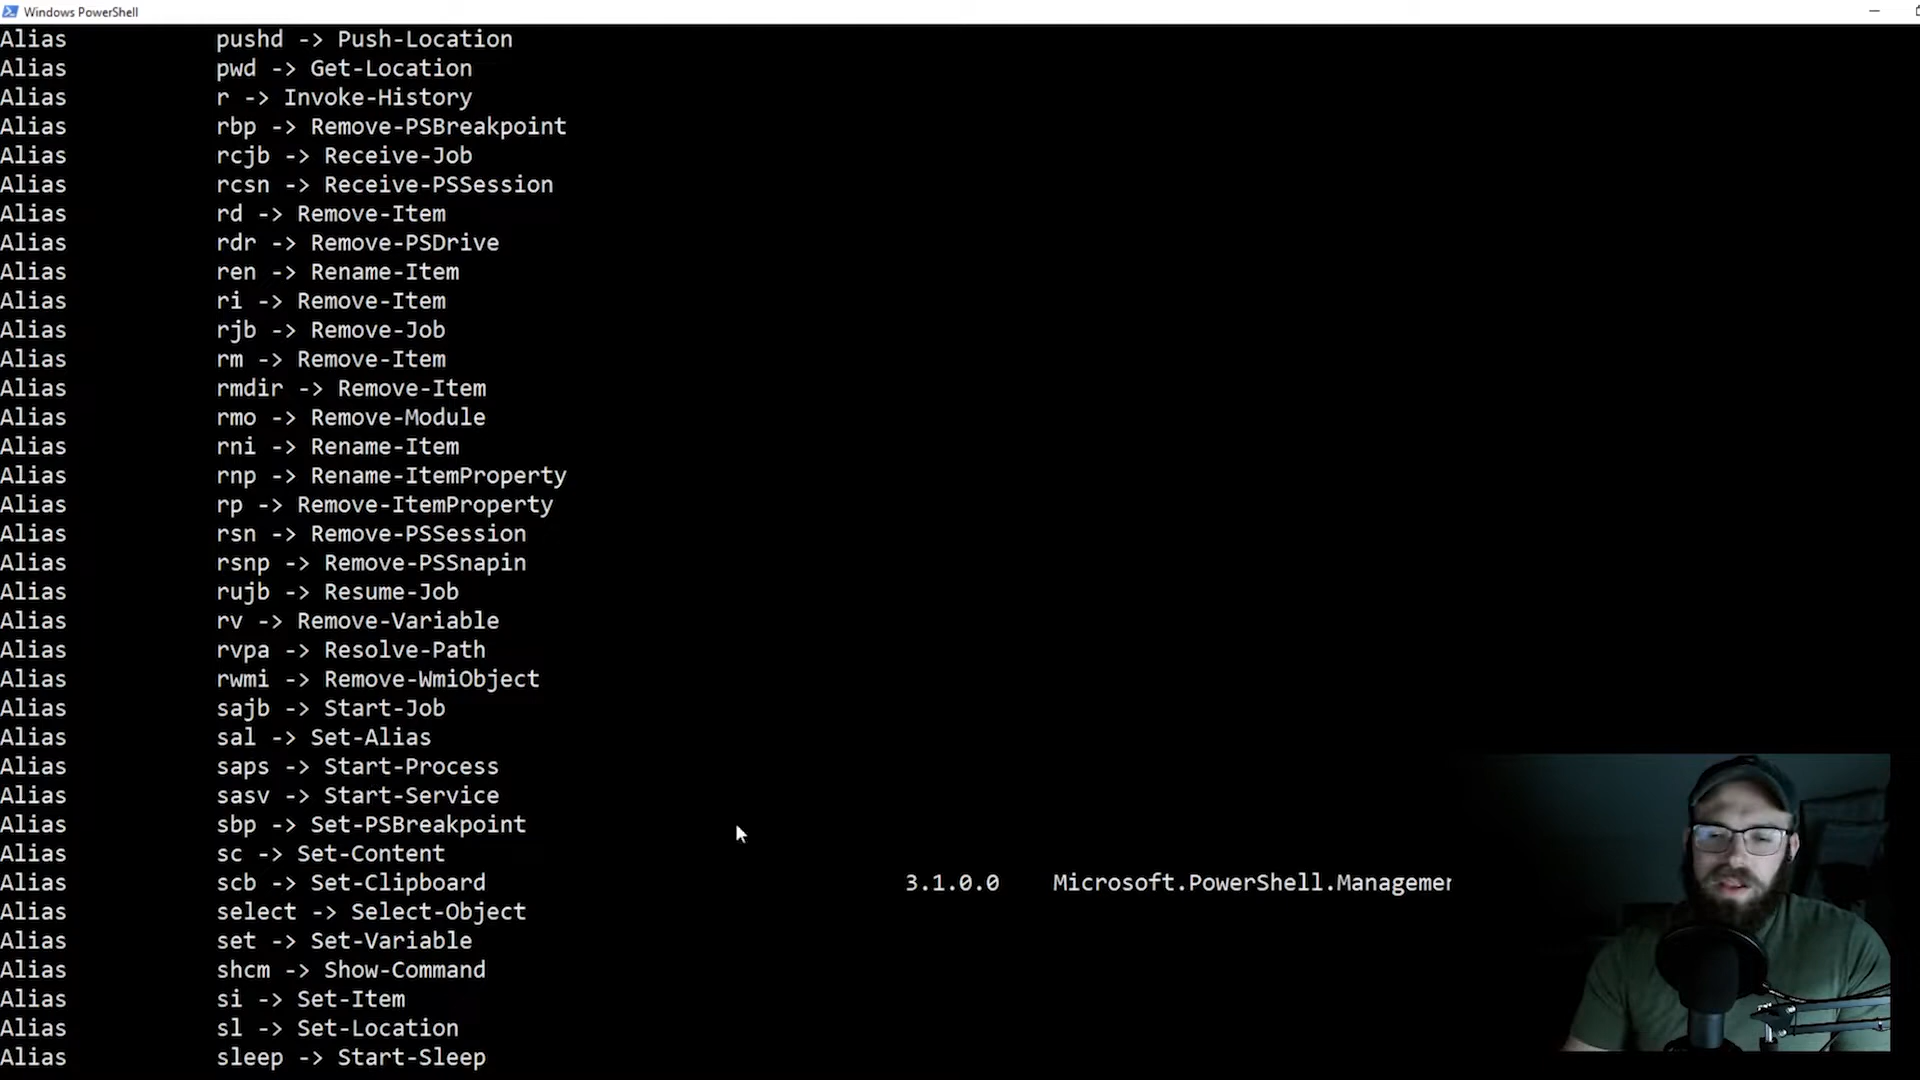 Windows PowerShell
Alias pushd -> Push-Location
Alias pwd -> Get-Location
Alias r -> Invoke-History
Alias rbp -> Remove-PSBreakpoint
Alias rcjb -> Receive-Job
Alias rcsn -> Receive-PSSession
Alias rd -> Remove-Item
Alias rdr -> Remove-PSDrive
Alias ren -> Rename-Item
Alias ri -> Remove-Item
Alias rjb -> Remove-Job
Alias rm -> Remove-Item
Alias rmdir -> Remove-Item
Alias rmo -> Remove-Module
Alias rni -> Rename-Item
Alias rnp -> Rename-ItemProperty
Alias rp -> Remove-ItemProperty
Alias rsn -> Remove-PSSession
Alias rsnp -> Remove-PSSnapin
Alias rujb -> Resume-Job
Alias rv -> Remove-Variable
Alias rvpa -> Resolve-Path
Alias rwmi -> Remove-WmiObject
Alias sajb -> Start-Job
Alias sal -> Set-Alias
Alias saps -> Start-Process
Alias sasv -> Start-Service
Alias sbp -> Set-PSBreakpoint
Alias sc -> Set-Content
Alias scb -> Set-Clipboard 3.1.0.0 Microsoft.PowerShell.Managemen
Alias select -> Select-Object
Alias set -> Set-Variable
Alias shcm -> Show-Command
Alias si -> Set-Item
Alias sl -> Set-Location
Alias sleep -> Start-Sleep